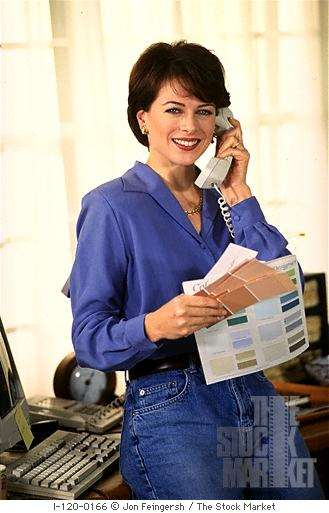 THE
STOCK
MARKET
I-120-0166 © Jon Feingersh / The Stock Market